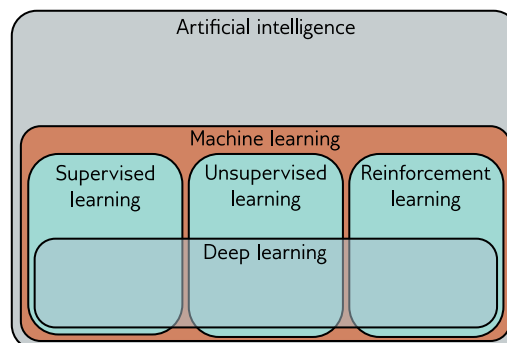 Artificial intelligence
Machine learning
Supervised learning
Unsupervised learning
Reinforcement learning
Deep learning